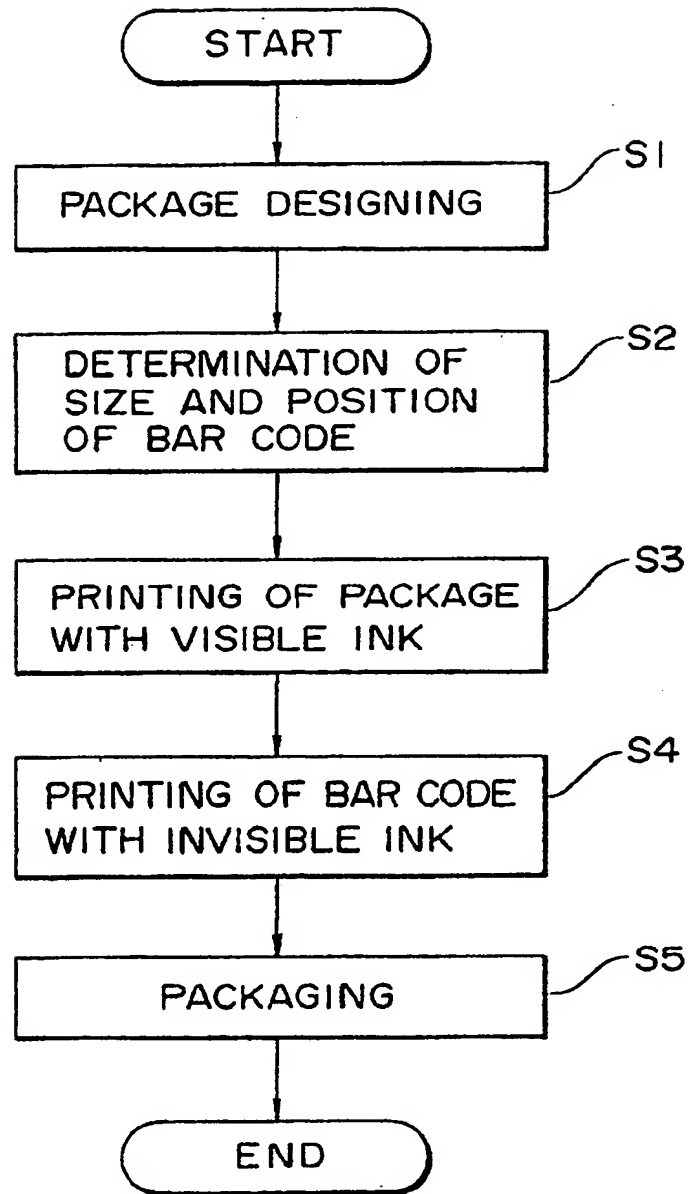 START
S1
PACKAGE DESIGNING
S2
DETERMINATION OF
SIZE AND POSITION
OF BAR CODE
S3
PRINTING OF PACKAGE
WITH VISIBLE INK
S4
PRINTING OF BAR CODE
WITH INVISIBLE INK
S5
PACKAGING
END